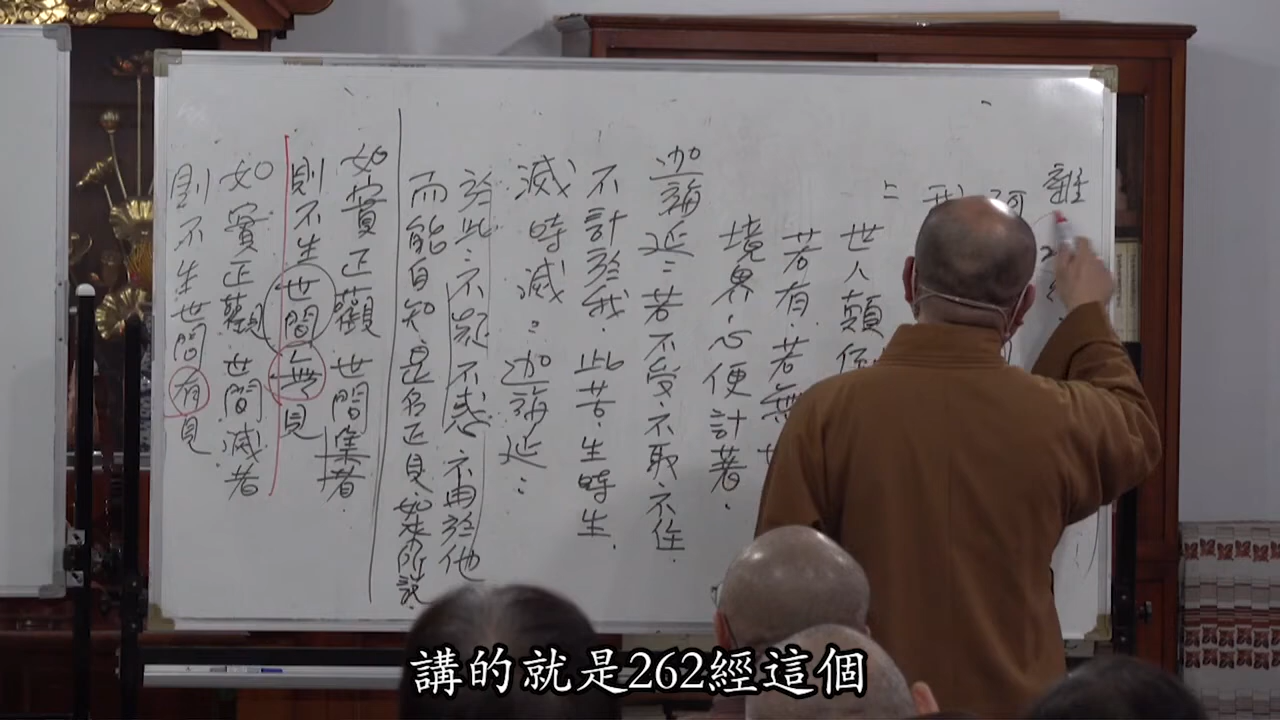 離
阿
我
世人顛
若有.若無
境界.心便計著.
迦旃延:若不受.不取.不住.
不計於我.此苦.生時生.
滅時滅:迦旃延:
於此:不疑.不惑.不由於他
而能自知.是名正見.如來所說.
如實正觀.世間集者.
則不生世間無見
如實正觀.世間滅者
則不生世間有見
講的就是262經這個